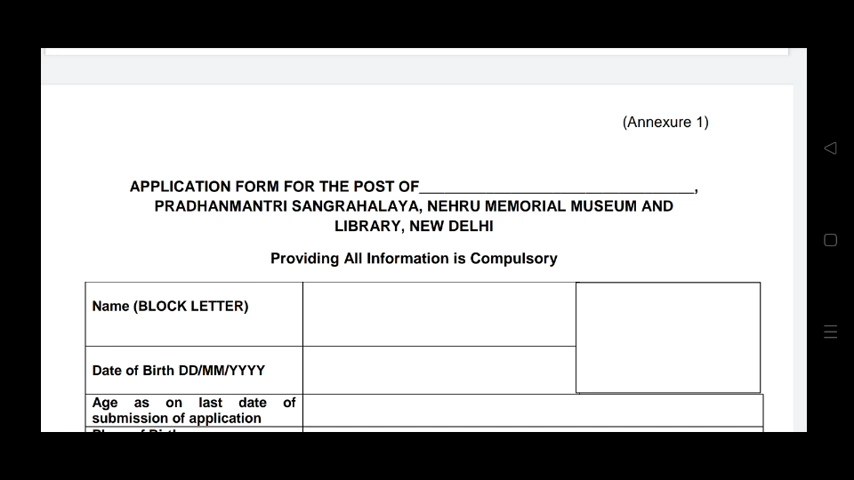 (Annexure 1)
APPLICATION FORM FOR THE POST OF________________________________,
PRADHANMANTRI SANGRAHALAYA, NEHRU MEMORIAL MUSEUM AND
LIBRARY, NEW DELHI
Providing All Information is Compulsory
Name (BLOCK LETTER)
Date of Birth DD/MM/YYYY
Age as on last date of
submission of application